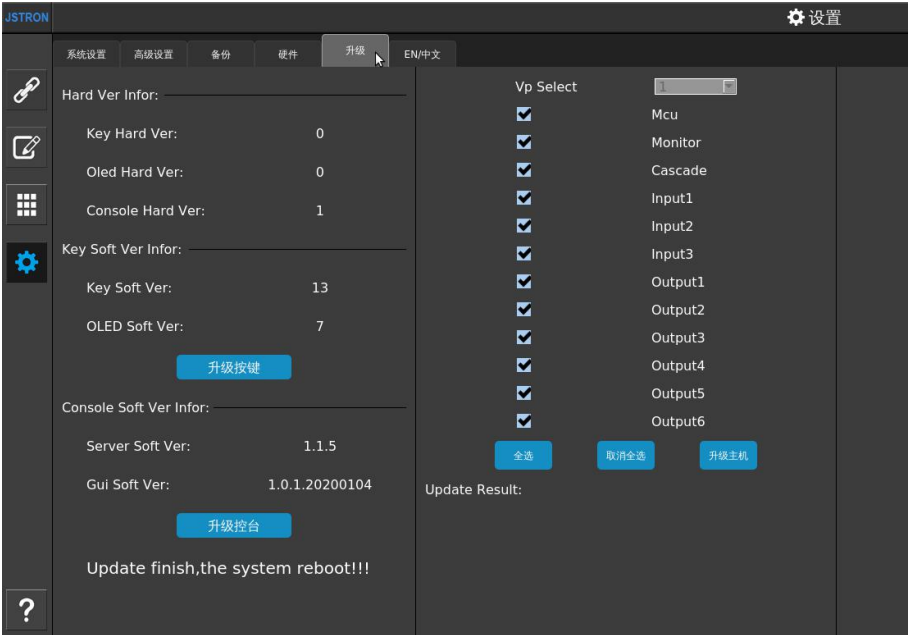 JSTRON
设置
系统设置 高级设置 备份 硬件 升级 EN/中文
Hard Ver Infor:
Key Hard Ver: 0
Oled Hard Ver: 0
Console Hard Ver: 1
Key Soft Ver Infor:
Key Soft Ver: 13
OLED Soft Ver: 7
升级按键
Console Soft Ver Infor:
Server Soft Ver: 1.1.5
Gui Soft Ver: 1.0.1.20200104
升级控台
Update finish,the system reboot!!!
?
Vp Select 1
Mcu
Monitor
Cascade
Input1
Input2
Input3
Output1
Output2
Output3
Output4
Output5
Output6
全选 取消全选 升级主机
Update Result: